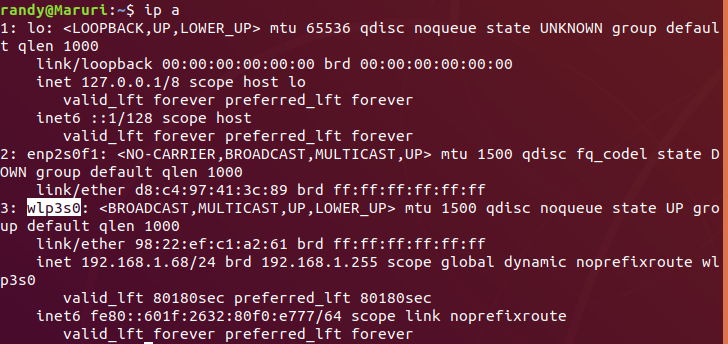 randy@Maruri:~$ ip a
1: lo: <LOOPBACK,UP,LOWER_UP> mtu 65536 qdisc noqueue state UNKNOWN group defaul
t qlen 1000
    link/loopback 00:00:00:00:00:00 brd 00:00:00:00:00:00
    inet 127.0.0.1/8 scope host lo
       valid_lft forever preferred_lft forever
    inet6 ::1/128 scope host
       valid_lft forever preferred_lft forever
2: enp2s0f1: <NO-CARRIER,BROADCAST,MULTICAST,UP> mtu 1500 qdisc fq_codel state D
OWN group default qlen 1000
    link/ether d8:c4:97:41:3c:89 brd ff:ff:ff:ff:ff:ff
3: wlp3s0: <BROADCAST,MULTICAST,UP,LOWER_UP> mtu 1500 qdisc noqueue state UP gro
up default qlen 1000
    link/ether 98:22:ef:c1:a2:61 brd ff:ff:ff:ff:ff:ff
    inet 192.168.1.68/24 brd 192.168.1.255 scope global dynamic noprefixroute wl
p3s0
       valid_lft 80180sec preferred_lft 80180sec
    inet6 fe80::601f:2632:80f0:e777/64 scope link noprefixroute
       valid_lft forever preferred_lft forever